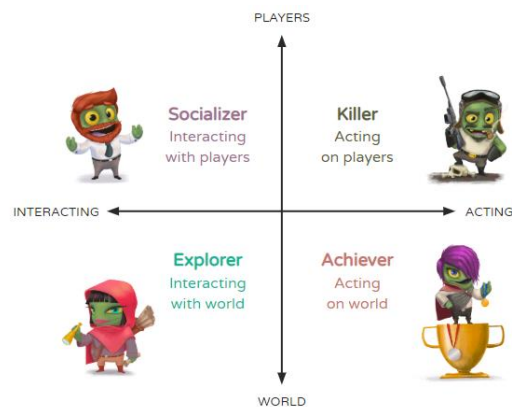 PLAYERS
Socializer
Interacting
with players
Killer
Acting
on players
INTERACTING
ACTING
Explorer
Interacting
with world
Achiever
Acting
on world
WORLD